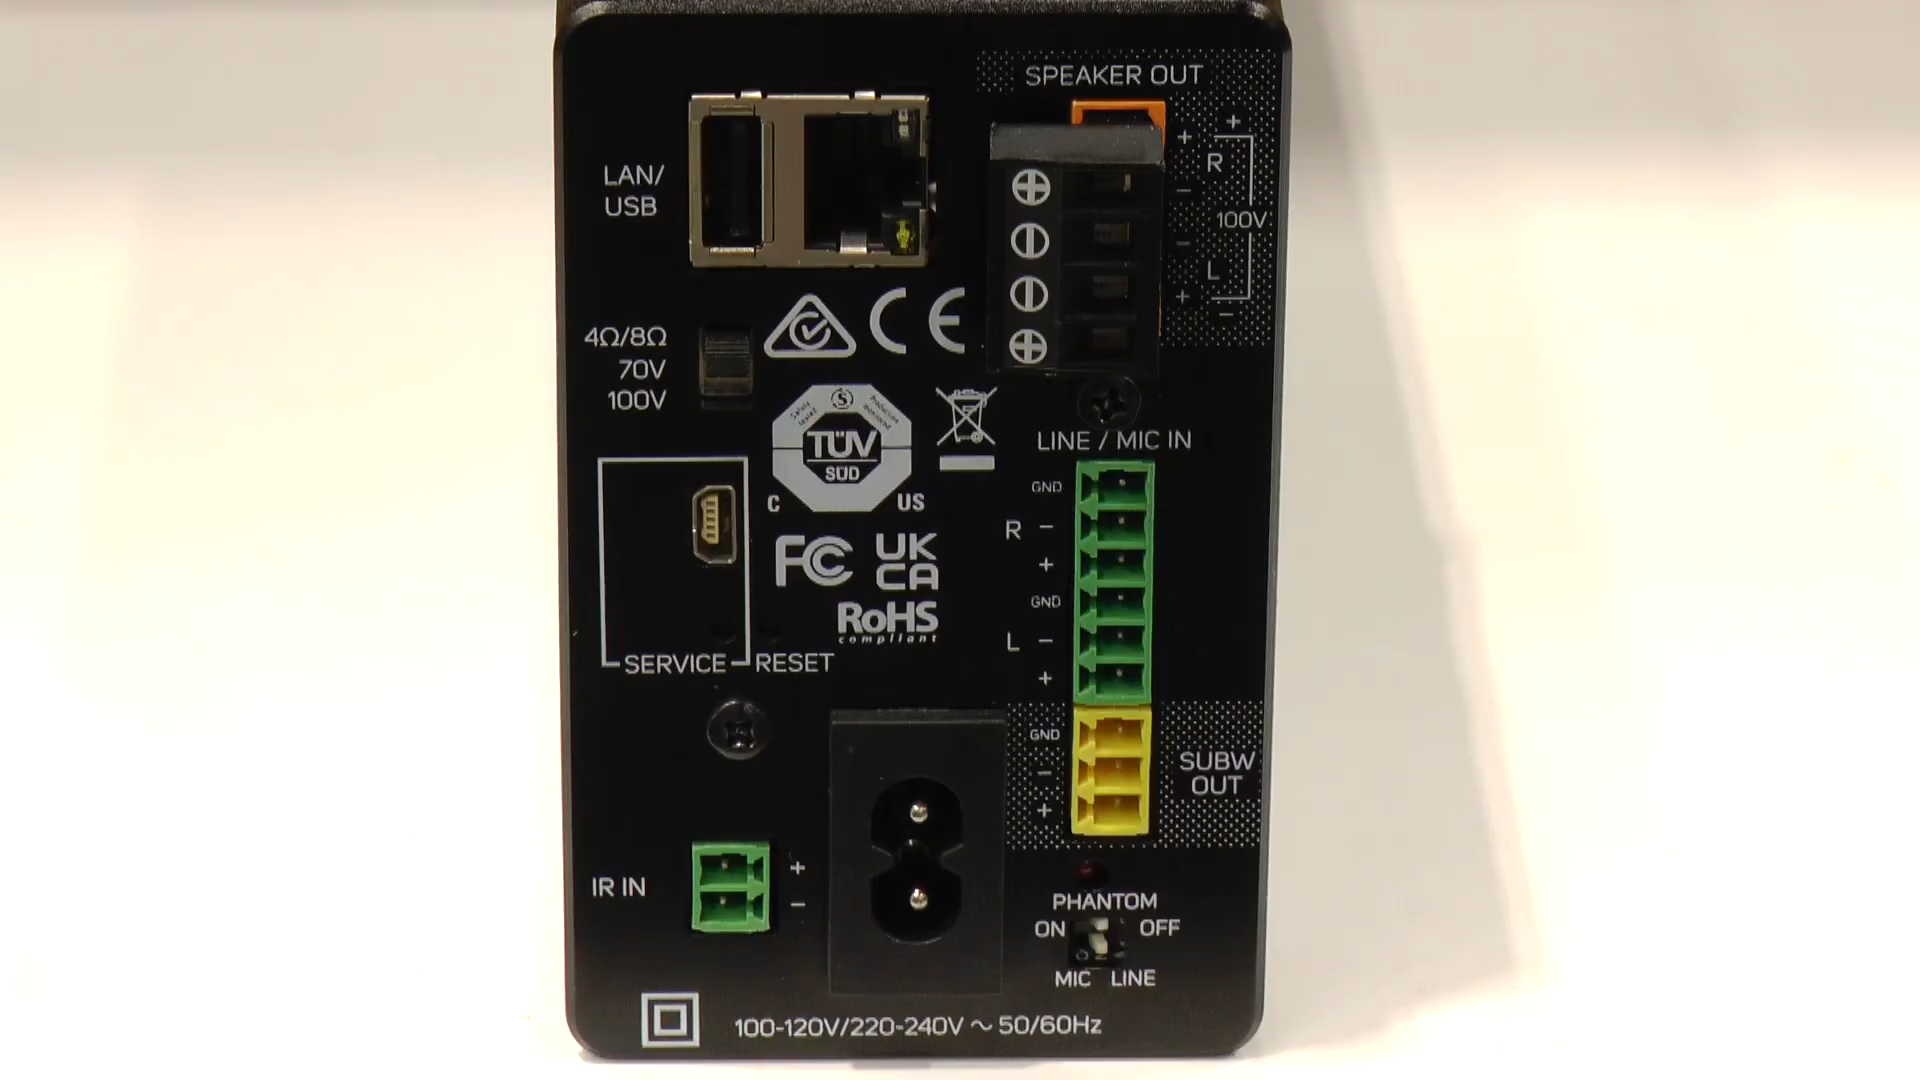 SPEAKER OUT
LAN/
USB
+
+
R
−
100V
−
L
+
−
4Ω/8Ω
70V
100V
CE
TÜV
SÜD
C
US
FC
UK
CA
RoHS
compliant
SERVICE
RESET
LINE / MIC IN
GND
R −
+
GND
L −
+
GND
−
+
SUBW
OUT
IR IN
+
−
PHANTOM
ON
OFF
MIC
LINE
100-120V/220-240V ~ 50/60Hz